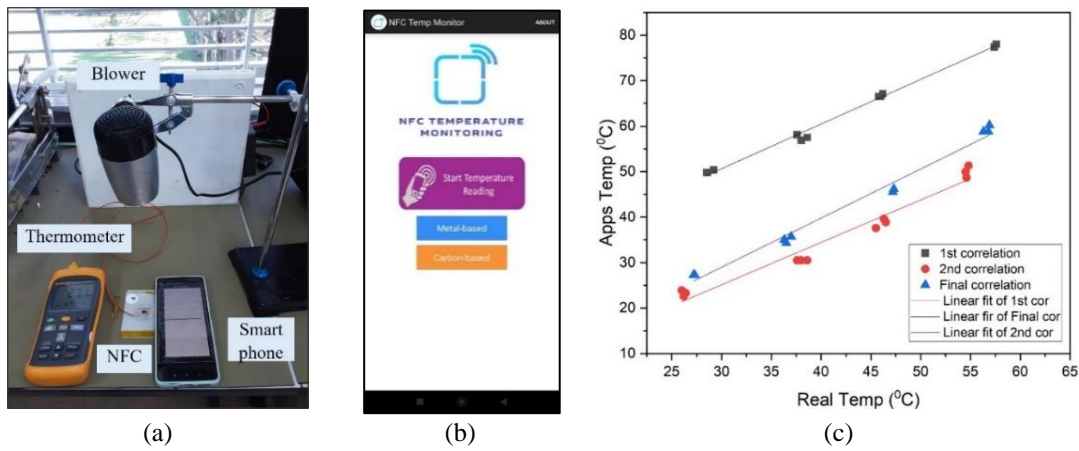 Blower
Thermometer
NFC
Smart
phone
(a)
NFC Temp Monitor
ABOUT
NFC TEMPERATURE
MONITORING
Start Temperature
Reading
Metal-based
Carbon-based
(b)
80
70
60
50
40
30
20
10
Apps Temp (⁰C)
1st correlation
2nd correlation
Final correlation
Linear fit of 1st cor
Linear fir of Final cor
Linear fit of 2nd cor
25 30 35 40 45 50 55 60 65
Real Temp (⁰C)
(c)